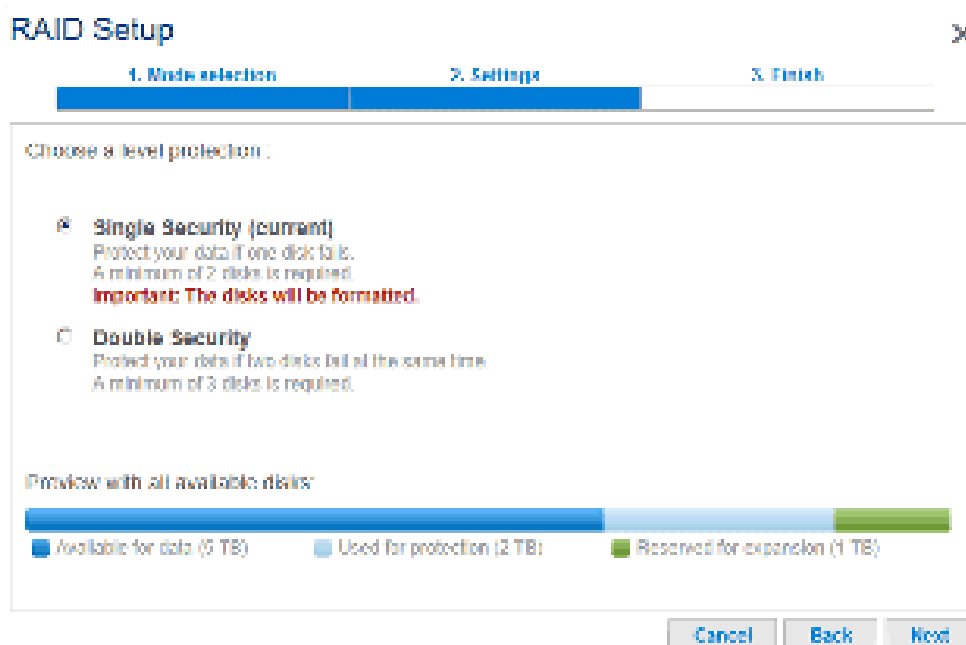 RAID Setup
1. Mode selection
2. Settings
3. Finish
Choose a level protection :
Single Security (current)
Protect your data if one disk fails.
A minimum of 2 disks is required.
Important: The disks will be formatted.
Double Security
Protect your data if two disks fail at the same time
A minimum of 3 disks is required.
Preview with all available disks:
Available for data (5 TB)
Used for protection (2 TB)
Reserved for expansion (1 TB)
Cancel
Back
Next